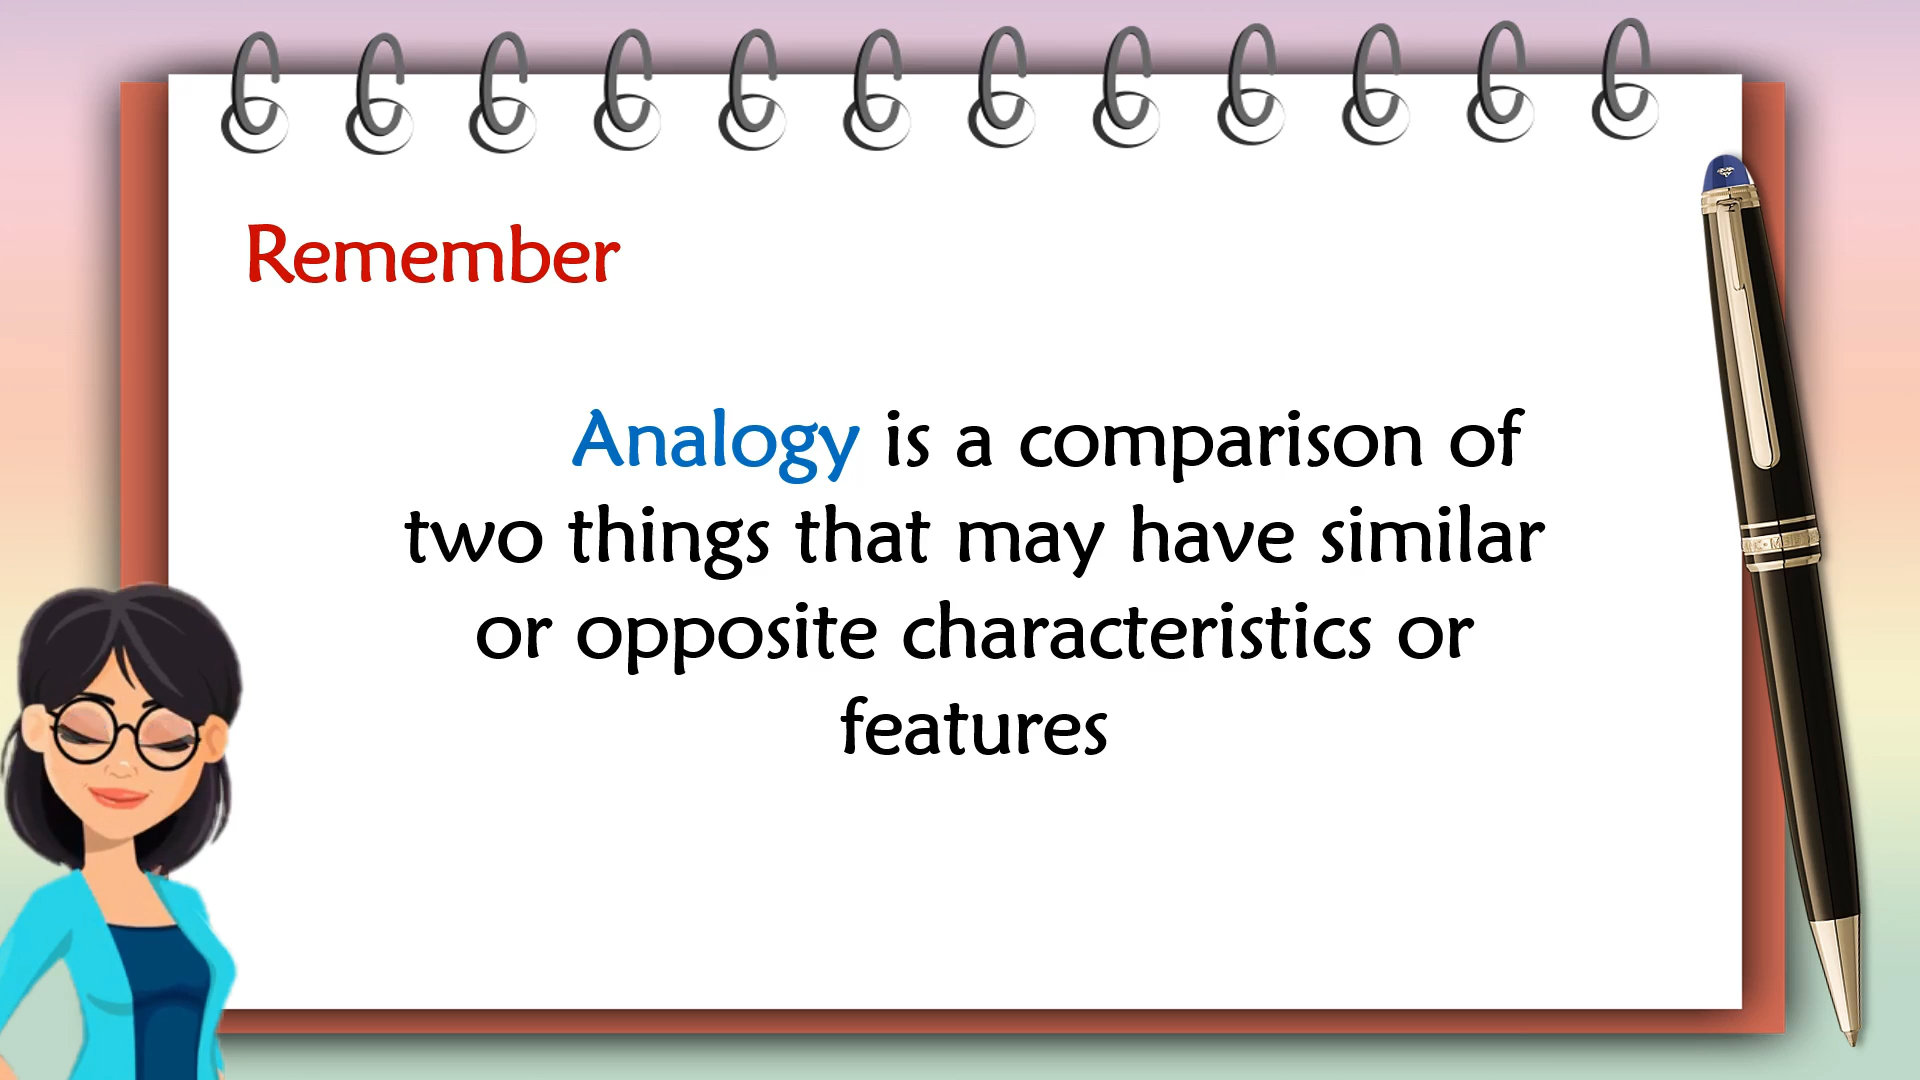 Remember
Analogy is a comparison of
two things that may have similar
or opposite characteristics or
features